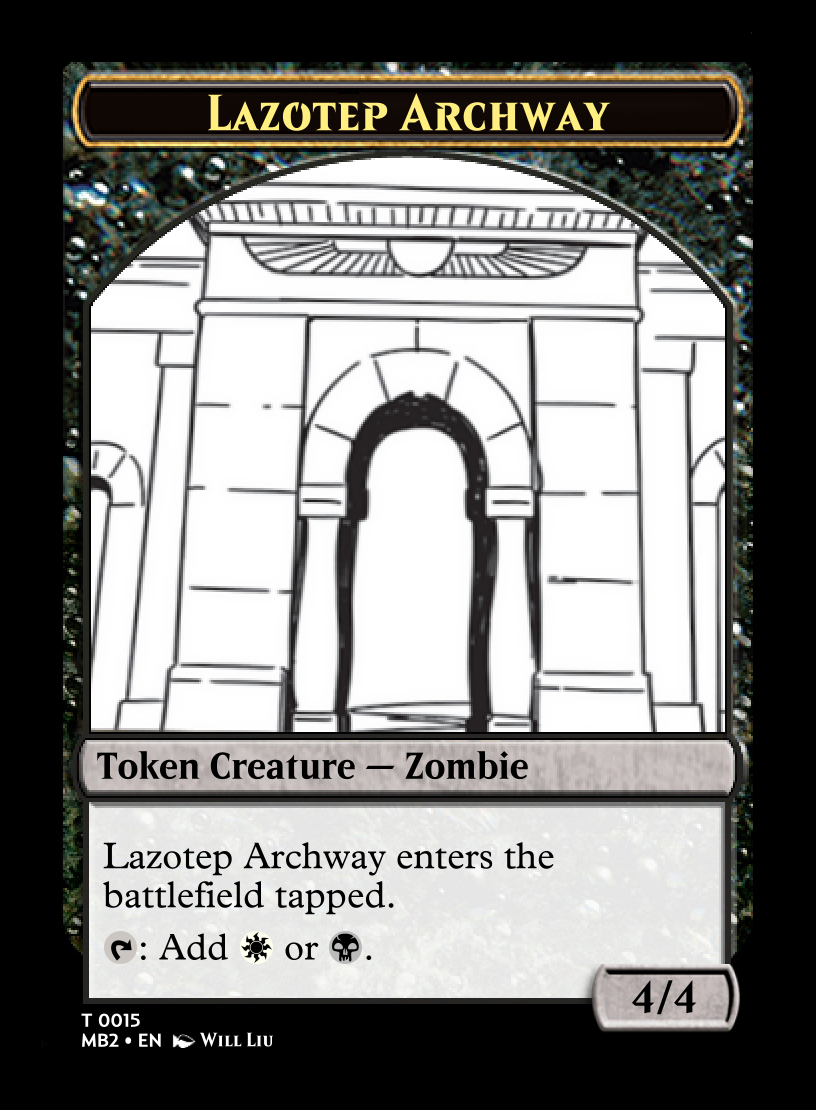 Lazotep Archway
Token Creature — Zombie
Lazotep Archway enters the
battlefield tapped.
: Add or .
4/4
T 0015
MB2 • EN Will Liu